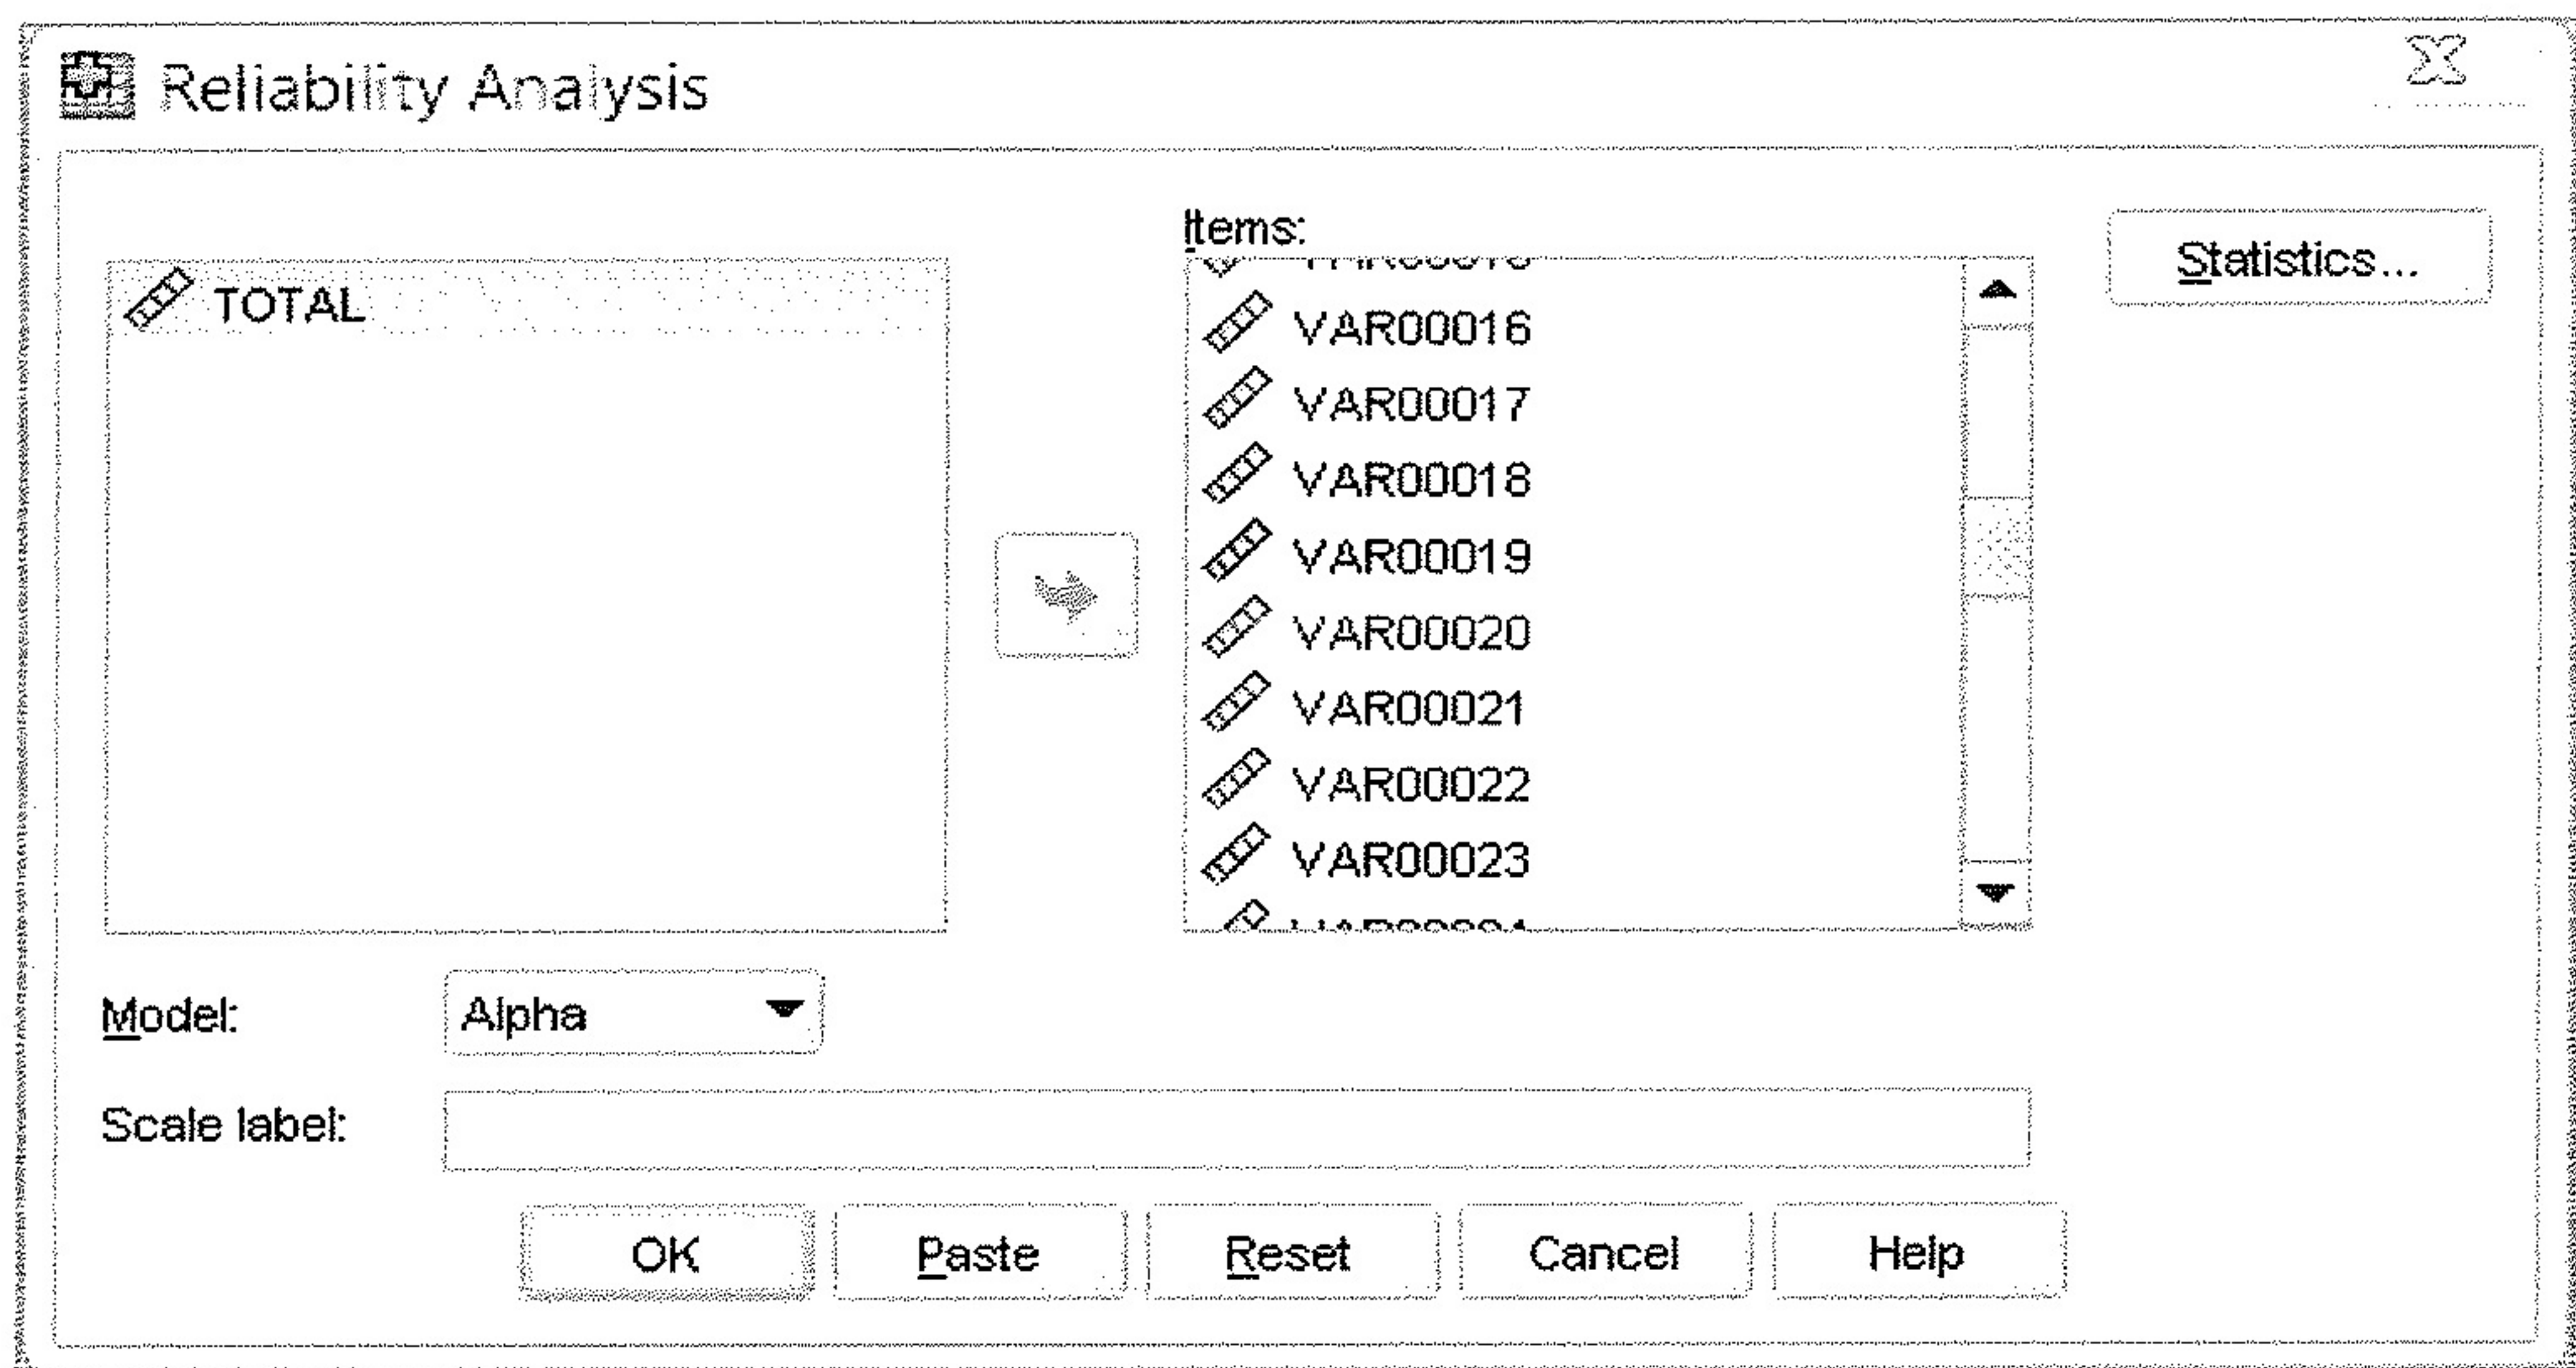 Reliability Analysis
Items:
Statistics...
TOTAL
VAR00016
VAR00017
VAR00018
VAR00019
VAR00020
VAR00021
VAR00022
VAR00023
Model:
Alpha
Scale label:
OK
Paste
Reset
Cancel
Help